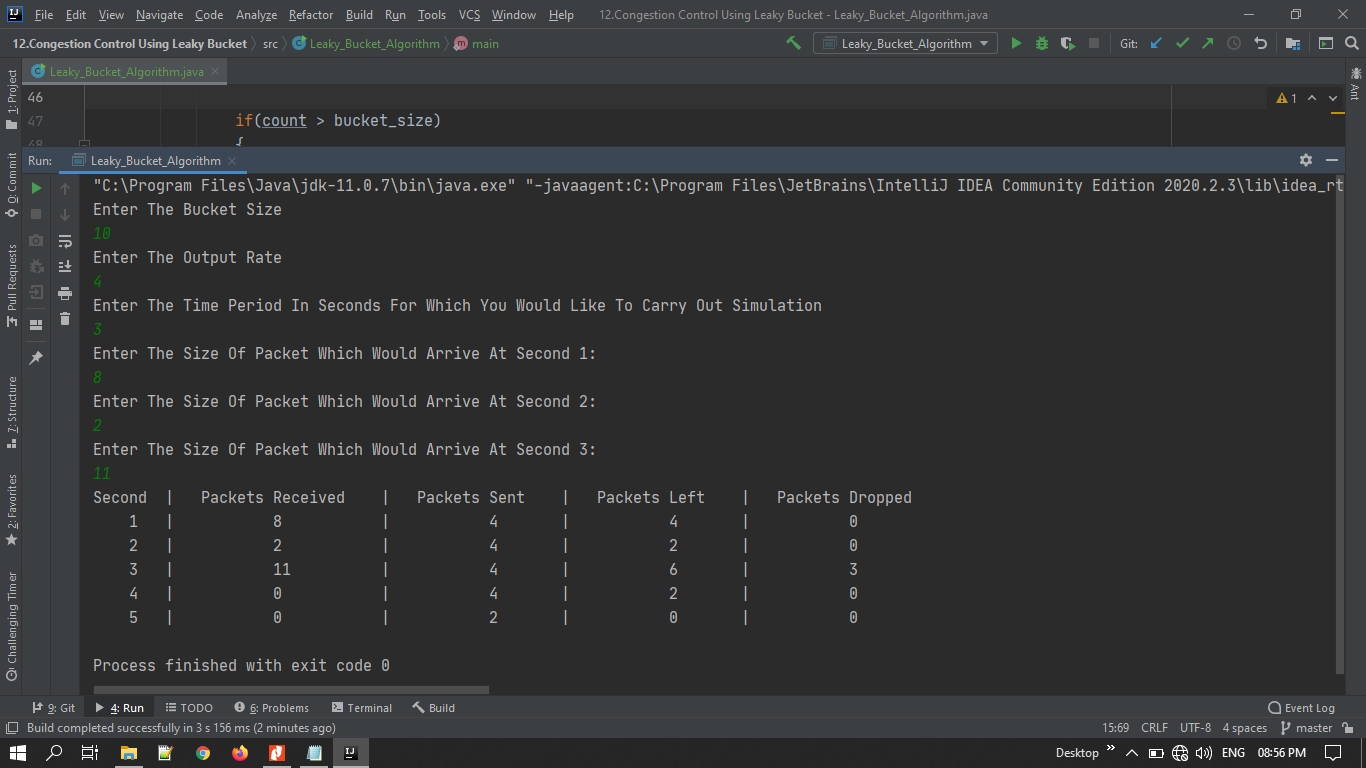 File Edit View Navigate Code Analyze Refactor Build Run Tools VCS Window Help 12.Congestion Control Using Leaky Bucket - Leaky_Bucket_Algorithm.java
12.Congestion Control Using Leaky Bucket src Leaky_Bucket_Algorithm main Leaky_Bucket_Algorithm Git:
Leaky_Bucket_Algorithm.java
1: Project
0: Commit
Pull Requests
7: Structure
2: Favorites
Challenging Timer
Ant
46 1
47 if(count > bucket_size)
48 {
Run: Leaky_Bucket_Algorithm
"C:\Program Files\Java\jdk-11.0.7\bin\java.exe" "-javaagent:C:\Program Files\JetBrains\IntelliJ IDEA Community Edition 2020.2.3\lib\idea_rt
Enter The Bucket Size
10
Enter The Output Rate
4
Enter The Time Period In Seconds For Which You Would Like To Carry Out Simulation
3
Enter The Size Of Packet Which Would Arrive At Second 1:
8
Enter The Size Of Packet Which Would Arrive At Second 2:
2
Enter The Size Of Packet Which Would Arrive At Second 3:
11
Second | Packets Received | Packets Sent | Packets Left | Packets Dropped
1 | 8 | 4 | 4 | 0
2 | 2 | 4 | 2 | 0
3 | 11 | 4 | 6 | 3
4 | 0 | 4 | 2 | 0
5 | 0 | 2 | 0 | 0
Process finished with exit code 0
9: Git 4: Run TODO 6: Problems Terminal Build Event Log
Build completed successfully in 3 s 156 ms (2 minutes ago) 15:69 CRLF UTF-8 4 spaces master
Desktop ENG 08:56 PM